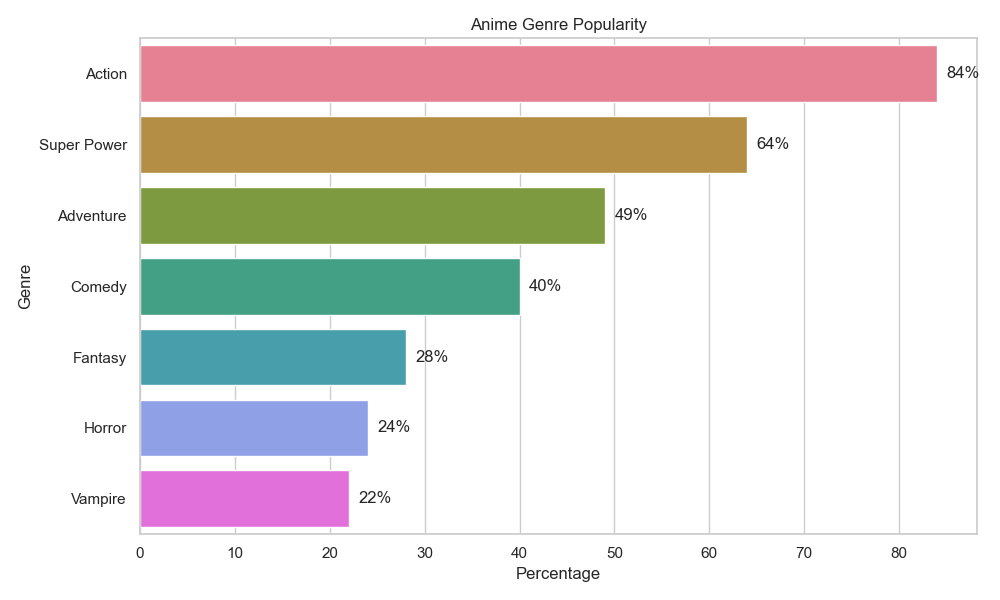 Anime Genre Popularity
Genre
Action 84%
Super Power 64%
Adventure 49%
Comedy 40%
Fantasy 28%
Horror 24%
Vampire 22%
0 10 20 30 40 50 60 70 80
Percentage